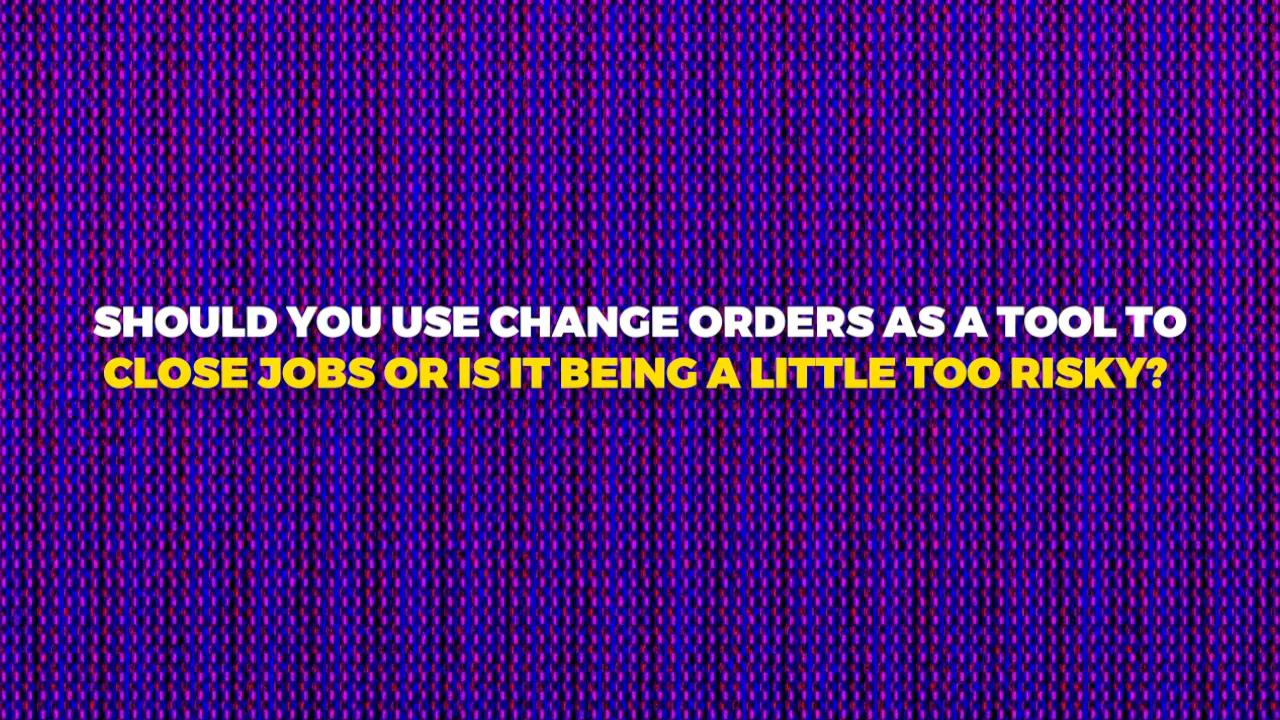 SHOULD YOU USE CHANGE ORDERS AS A TOOL TO
CLOSE JOBS OR IS IT BEING A LITTLE TOO RISKY?